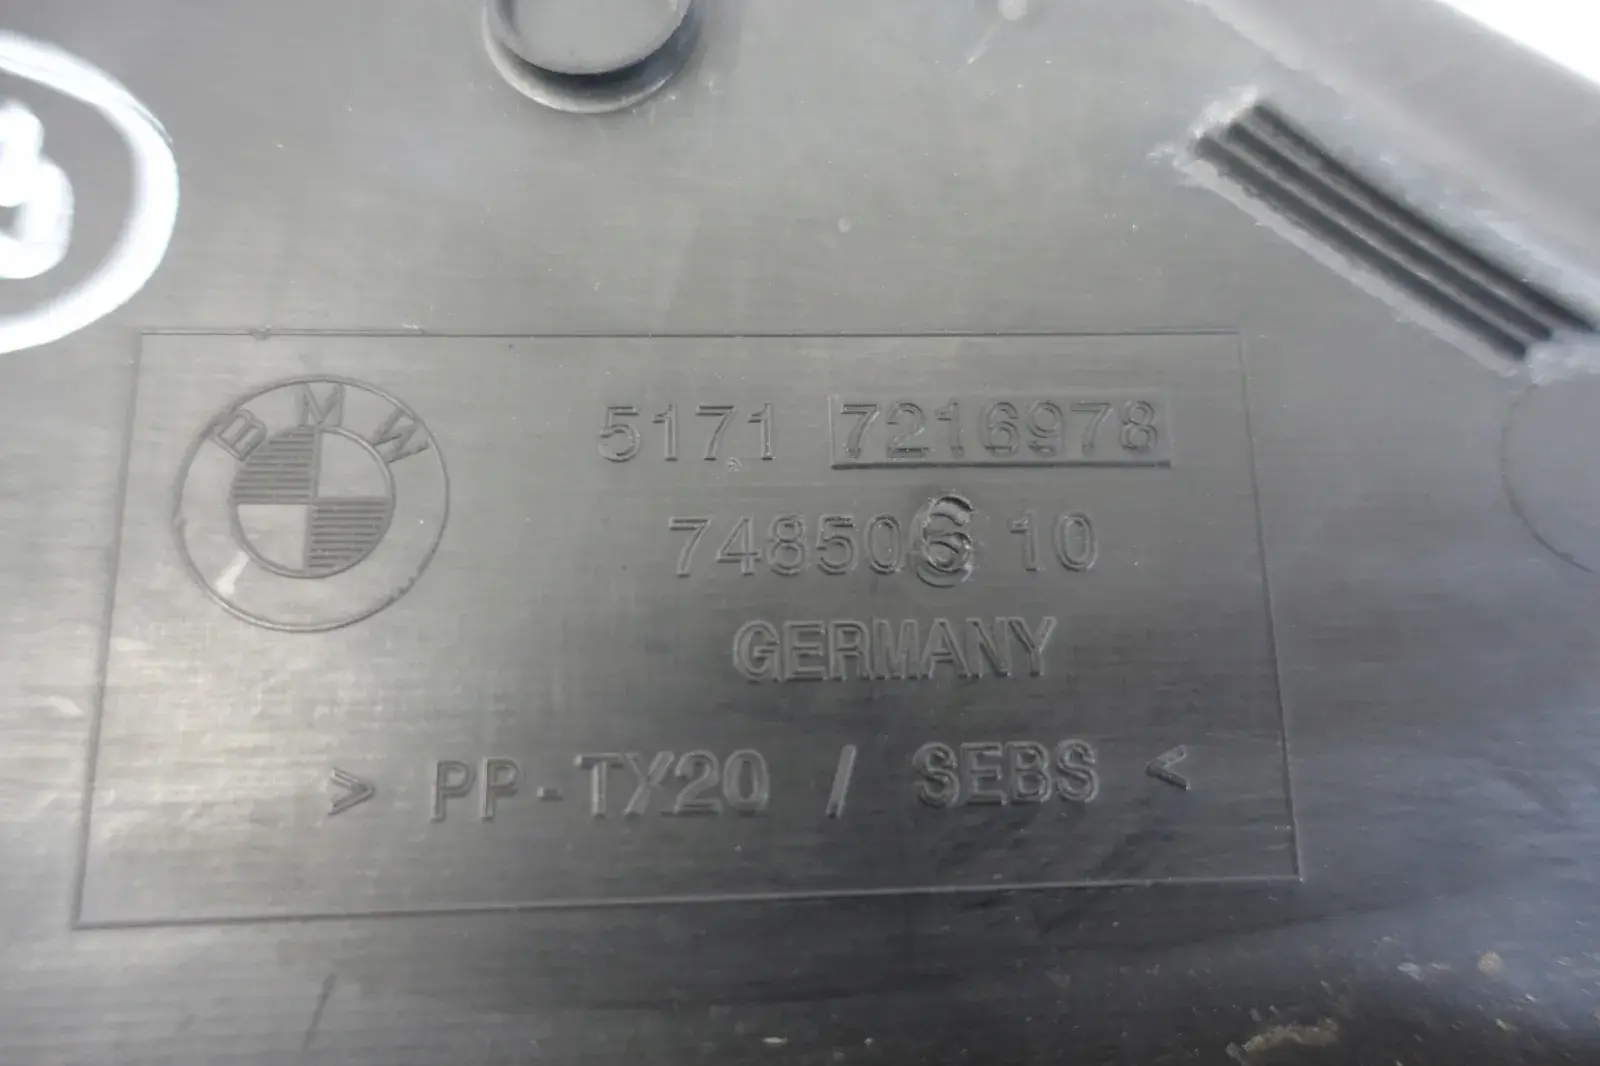 BMW
5171 7216978
748506 10
GERMANY
> PP-TX20 / SEBS <